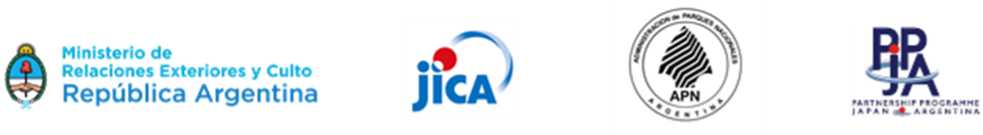 Ministerio de
Relaciones Exteriores y Culto
República Argentina
jICA
ADMINISTRACION de PARQUES NACIONALES
APN
ARGENTINA
PPJA
PARTNERSHIP PROGRAMME
JAPAN ARGENTINA